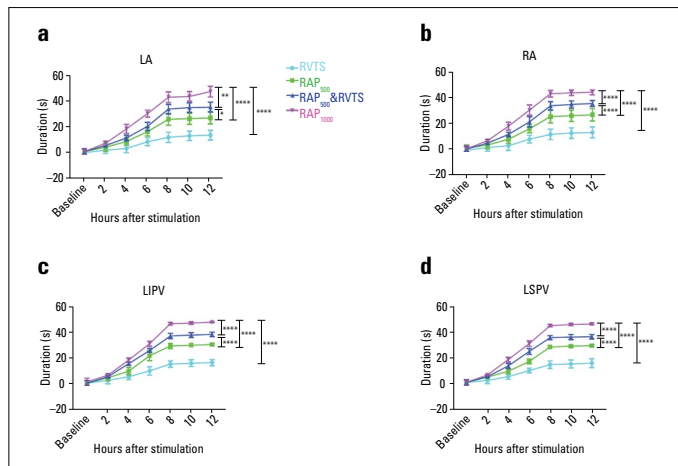 a
LA
Duration (s)
60
40
20
0
−20
Baseline
2
4
6
8
10
12
Hours after stimulation
**
*
****
****
RVTS
RAP500
RAP500&RVTS
RAP1000
b
RA
Duration (s)
60
40
20
0
−20
Baseline
2
4
6
8
10
12
Hours after stimulation
****
****
****
****
c
LIPV
Duration (s)
60
40
20
0
−20
Baseline
2
4
6
8
10
12
Hours after stimulation
****
****
****
****
d
LSPV
Duration (s)
60
40
20
0
−20
Baseline
2
4
6
8
10
12
Hours after stimulation
****
****
****
****